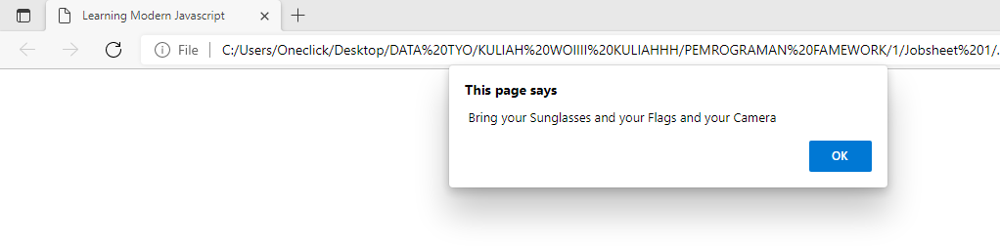 Learning Modern Javascript
File
C:/Users/Oneclick/Desktop/DATA%20TYO/KULIAH%20WOIIII%20KULIAHHH/PEMROGRAMAN%20FAMEWORK/1/Jobsheet%201/.
This page says
Bring your Sunglasses and your Flags and your Camera
OK